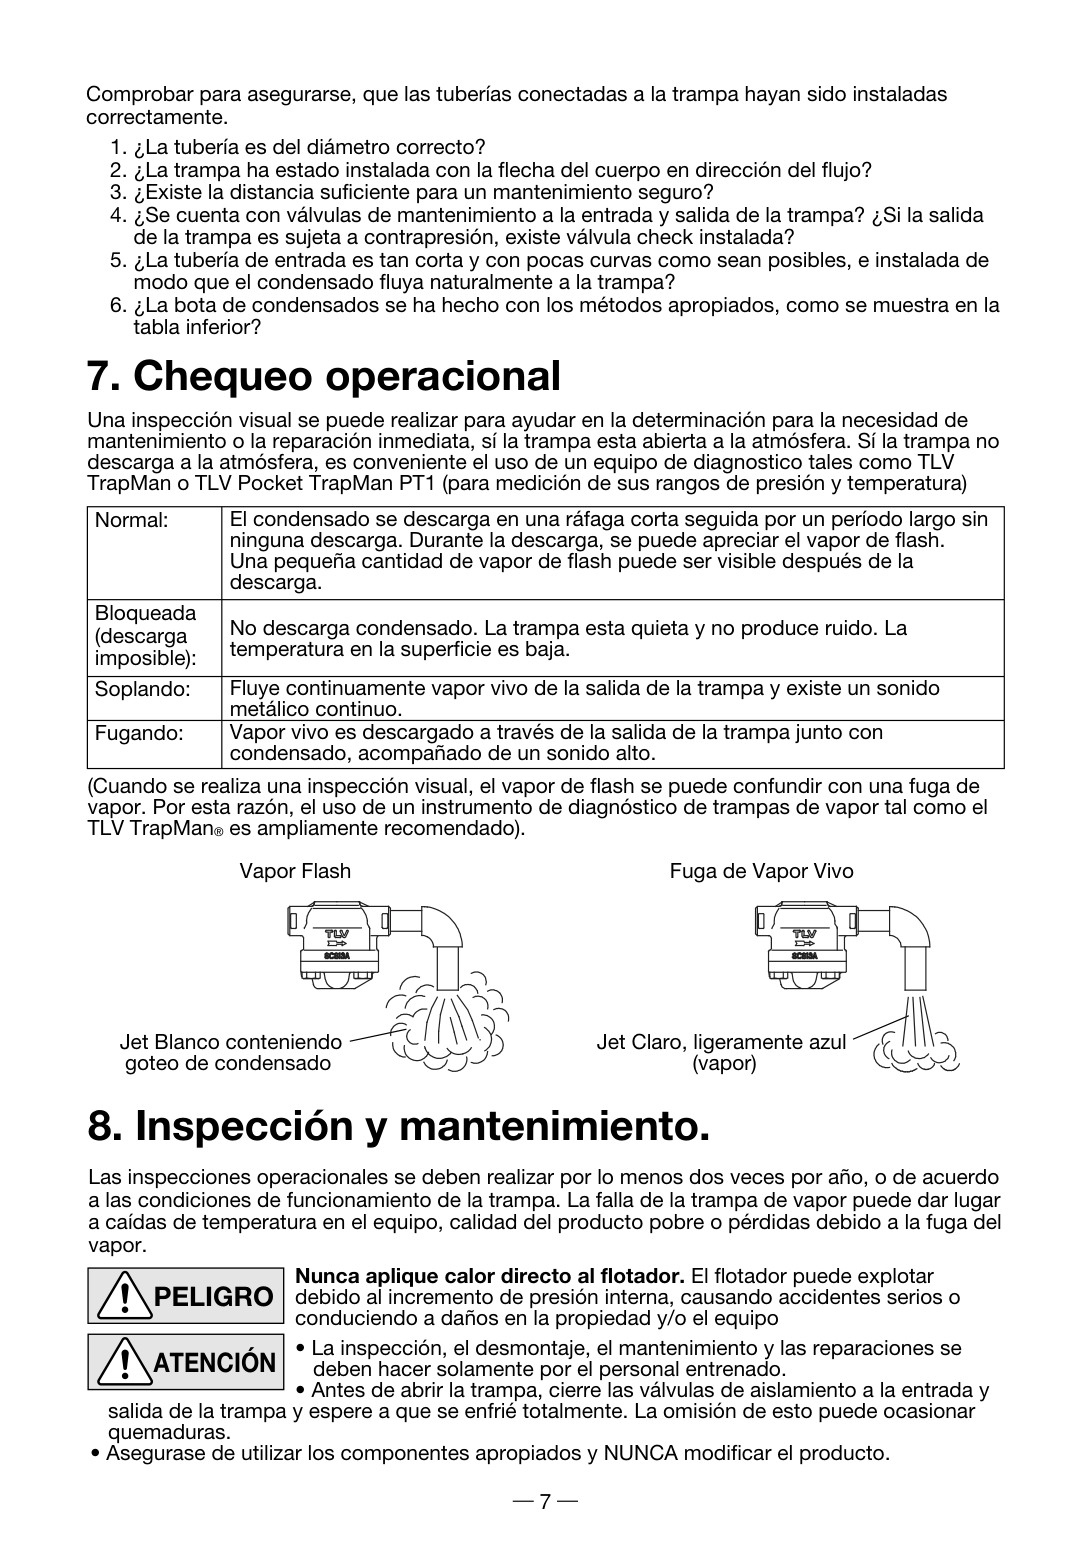 Comprobar para asegurarse, que las tuberías conectadas a la trampa hayan sido instaladas
correctamente.
1. ¿La tubería es del diámetro correcto?
2. ¿La trampa ha estado instalada con la flecha del cuerpo en dirección del flujo?
3. ¿Existe la distancia suficiente para un mantenimiento seguro?
4. ¿Se cuenta con válvulas de mantenimiento a la entrada y salida de la trampa? ¿Si la salida
de la trampa es sujeta a contrapresión, existe válvula check instalada?
5. ¿La tubería de entrada es tan corta y con pocas curvas como sean posibles, e instalada de
modo que el condensado fluya naturalmente a la trampa?
6. ¿La bota de condensados se ha hecho con los métodos apropiados, como se muestra en la
tabla inferior?
7. Chequeo operacional
Una inspección visual se puede realizar para ayudar en la determinación para la necesidad de
mantenimiento o la reparación inmediata, sí la trampa esta abierta a la atmósfera. Sí la trampa no
descarga a la atmósfera, es conveniente el uso de un equipo de diagnostico tales como TLV
TrapMan o TLV Pocket TrapMan PT1 (para medición de sus rangos de presión y temperatura)
Normal:
El condensado se descarga en una ráfaga corta seguida por un período largo sin
ninguna descarga. Durante la descarga, se puede apreciar el vapor de flash.
Una pequeña cantidad de vapor de flash puede ser visible después de la
descarga.
Bloqueada
(descarga
imposible):
No descarga condensado. La trampa esta quieta y no produce ruido. La
temperatura en la superficie es baja.
Soplando:
Fluye continuamente vapor vivo de la salida de la trampa y existe un sonido
metálico continuo.
Fugando:
Vapor vivo es descargado a través de la salida de la trampa junto con
condensado, acompañado de un sonido alto.
(Cuando se realiza una inspección visual, el vapor de flash se puede confundir con una fuga de
vapor. Por esta razón, el uso de un instrumento de diagnóstico de trampas de vapor tal como el
TLV TrapMan® es ampliamente recomendado).
Vapor Flash
TLV
SC813A
Jet Blanco conteniendo
goteo de condensado
Fuga de Vapor Vivo
TLV
SC813A
Jet Claro, ligeramente azul
(vapor)
8. Inspección y mantenimiento.
Las inspecciones operacionales se deben realizar por lo menos dos veces por año, o de acuerdo
a las condiciones de funcionamiento de la trampa. La falla de la trampa de vapor puede dar lugar
a caídas de temperatura en el equipo, calidad del producto pobre o pérdidas debido a la fuga del
vapor.
PELIGRO
Nunca aplique calor directo al flotador. El flotador puede explotar
debido al incremento de presión interna, causando accidentes serios o
conduciendo a daños en la propiedad y/o el equipo
ATENCIÓN
• La inspección, el desmontaje, el mantenimiento y las reparaciones se
deben hacer solamente por el personal entrenado.
• Antes de abrir la trampa, cierre las válvulas de aislamiento a la entrada y
salida de la trampa y espere a que se enfrié totalmente. La omisión de esto puede ocasionar
quemaduras.
• Asegurase de utilizar los componentes apropiados y NUNCA modificar el producto.
— 7 —